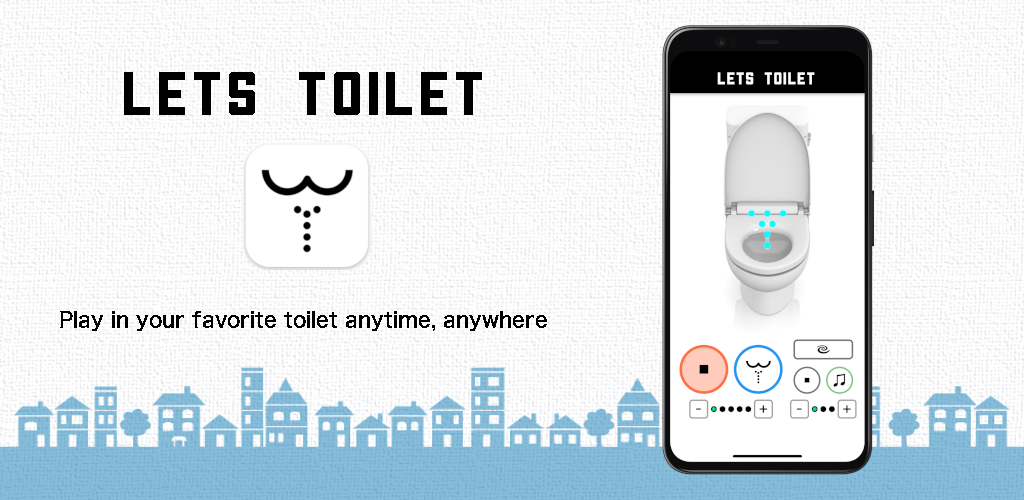 LETS TOILET
Play in your favorite toilet anytime, anywhere
LETS TOILET
- +
- +